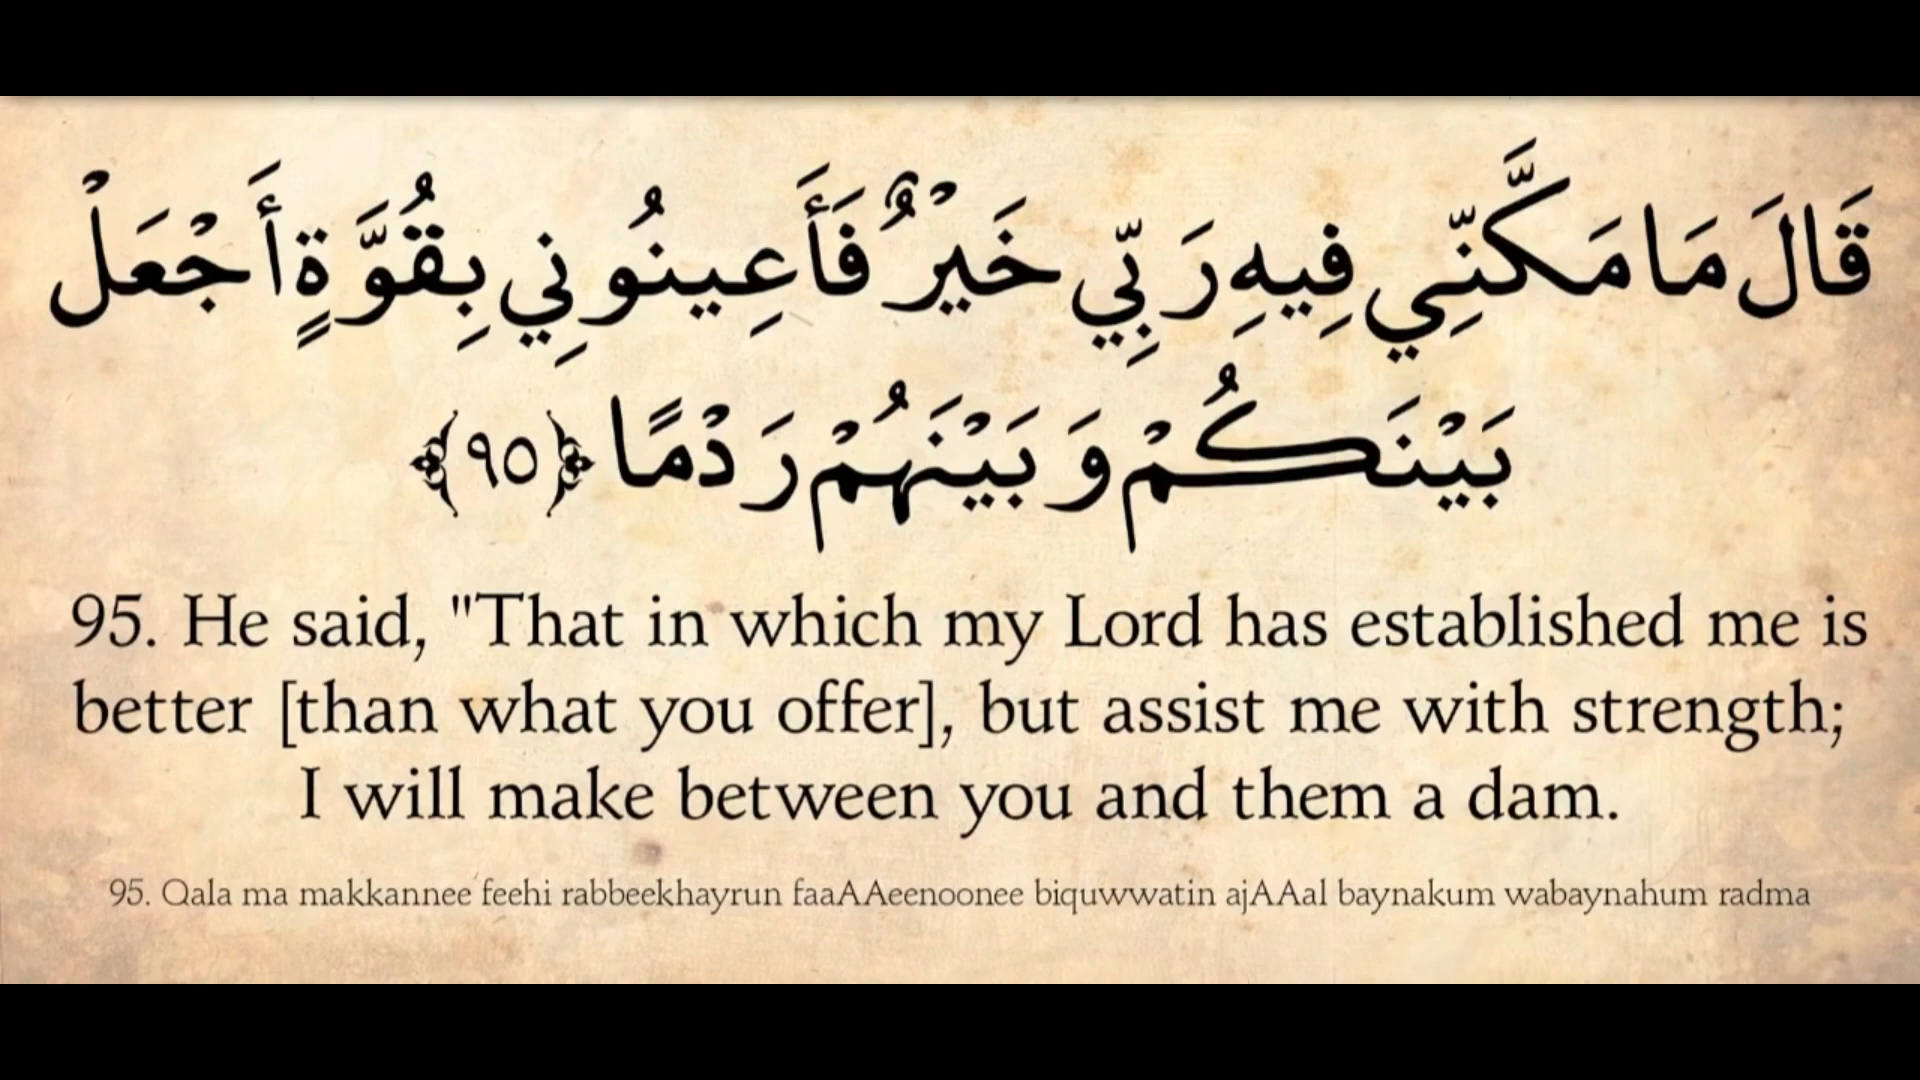 قَالَ مَا مَكَّنِّي فِيهِ رَبِّي خَيْرٌ فَأَعِينُونِي بِقُوَّةٍ أَجْعَلْ
بَيْنَكُمْ وَبَيْنَهُمْ رَدْمًا ﴿٩٥﴾
95. He said, "That in which my Lord has established me is
better [than what you offer], but assist me with strength;
I will make between you and them a dam.
95. Qala ma makkannee feehi rabbeekhayrun faaAAeenoonee biquwwatin ajAAal baynakum wabaynahum radma